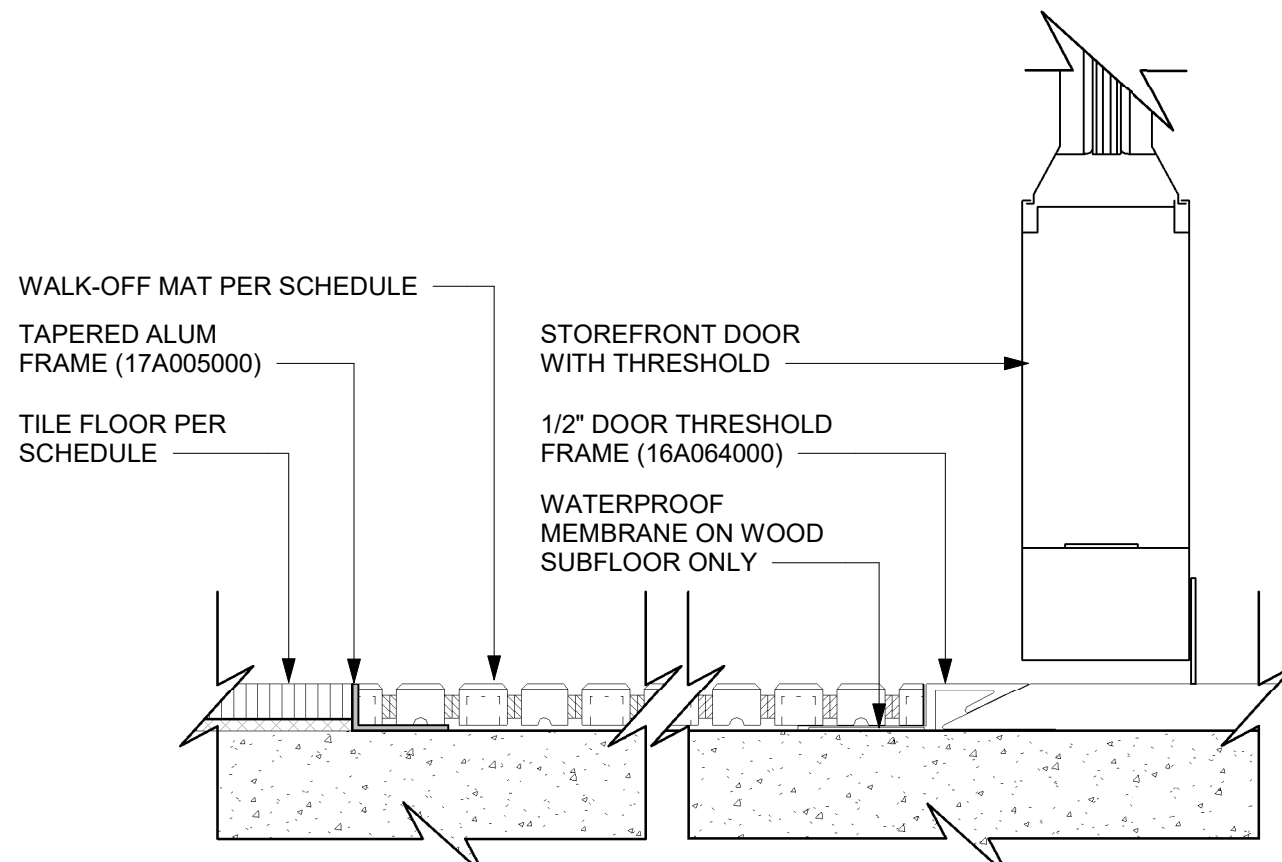 WALK-OFF MAT PER SCHEDULE
TAPERED ALUM
FRAME (17A005000)
TILE FLOOR PER
SCHEDULE
STOREFRONT DOOR
WITH THRESHOLD
1/2" DOOR THRESHOLD
FRAME (16A064000)
WATERPROOF
MEMBRANE ON WOOD
SUBFLOOR ONLY